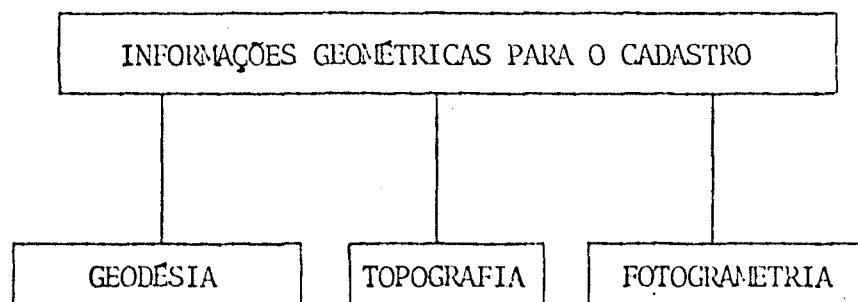 INFORMAÇÕES GEOMÉTRICAS PARA O CADASTRO
GEODÉSIA TOPOGRAFIA FOTOGRAMETRIA